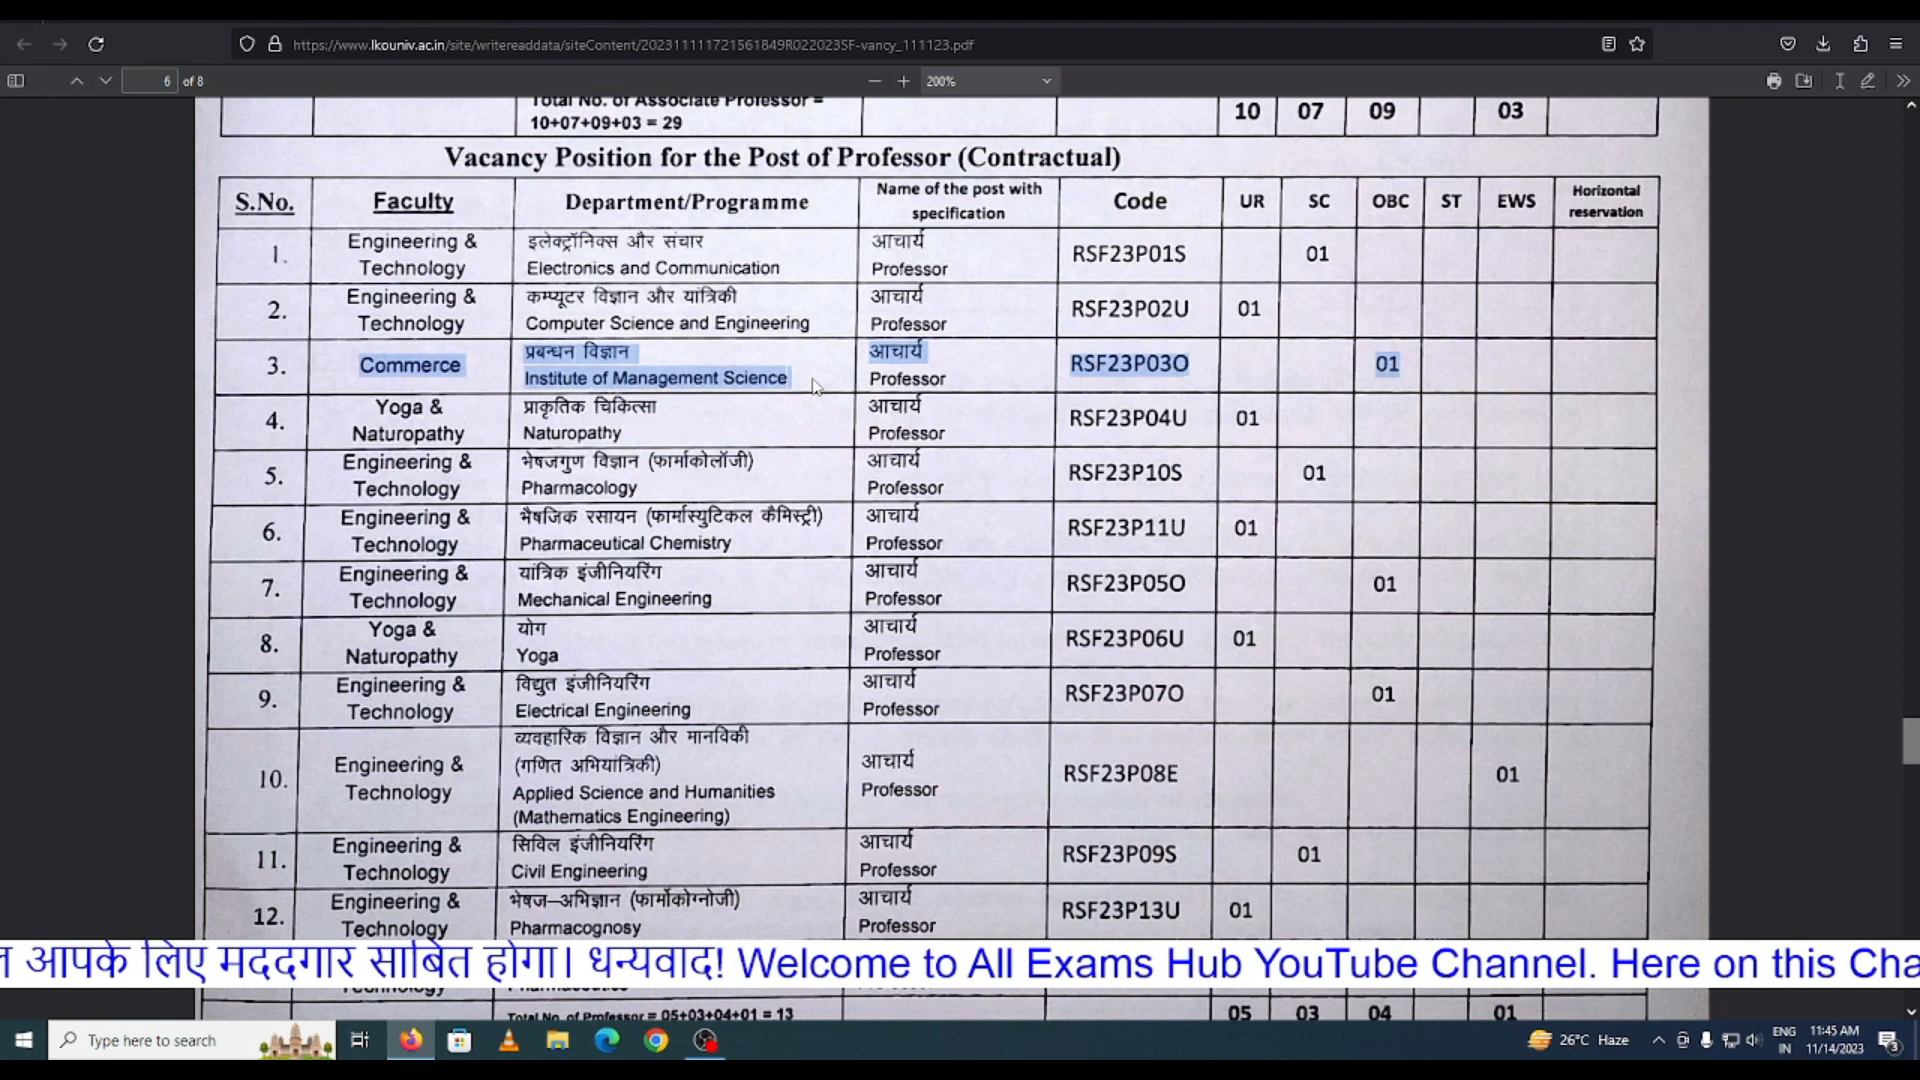 https://www.lkouniv.ac.in/site/writereaddata/siteContent/202311111721561849R022023SF-vancy_111123.pdf
6 of 8
200%
Total No. of Associate Professor =
10+07+09+03 = 29
10 07 09 03
Vacancy Position for the Post of Professor (Contractual)
S.No. Faculty Department/Programme Name of the post with specification Code UR SC OBC ST EWS Horizontal reservation
1. Engineering & Technology इलेक्ट्रॉनिक्स और संचार Electronics and Communication आचार्य Professor RSF23P01S 01
2. Engineering & Technology कम्प्यूटर विज्ञान और यांत्रिकी Computer Science and Engineering आचार्य Professor RSF23P02U 01
3. Commerce प्रबन्धन विज्ञान Institute of Management Science आचार्य Professor RSF23P03O 01
4. Yoga & Naturopathy प्राकृतिक चिकित्सा Naturopathy आचार्य Professor RSF23P04U 01
5. Engineering & Technology भेषजगुण विज्ञान (फार्माकोलॉजी) Pharmacology आचार्य Professor RSF23P10S 01
6. Engineering & Technology भैषजिक रसायन (फार्मास्युटिकल कैमिस्ट्री) Pharmaceutical Chemistry आचार्य Professor RSF23P11U 01
7. Engineering & Technology यांत्रिक इंजीनियरिंग Mechanical Engineering आचार्य Professor RSF23P05O 01
8. Yoga & Naturopathy योग Yoga आचार्य Professor RSF23P06U 01
9. Engineering & Technology विद्युत इंजीनियरिंग Electrical Engineering आचार्य Professor RSF23P07O 01
10. Engineering & Technology व्यवहारिक विज्ञान और मानविकी (गणित अभियांत्रिकी) Applied Science and Humanities (Mathematics Engineering) आचार्य Professor RSF23P08E 01
11. Engineering & Technology सिविल इंजीनियरिंग Civil Engineering आचार्य Professor RSF23P09S 01
12. Engineering & Technology भेषज–अभिज्ञान (फार्माकोग्नोजी) Pharmacognosy आचार्य Professor RSF23P13U 01
आपके लिए मददगार साबित होगा। धन्यवाद! Welcome to All Exams Hub YouTube Channel. Here on this Cha
Total No. of Professor = 05+03+04+01 = 13 05 03 04 01
Type here to search
26°C Haze
ENG
IN
11:45 AM
11/14/2023
3